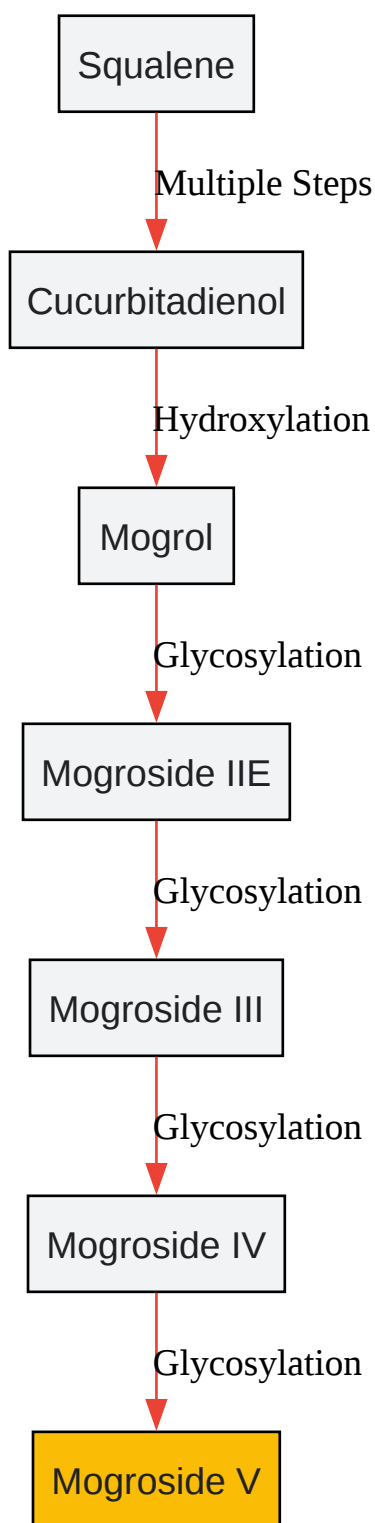 Squalene
Multiple Steps
Cucurbitadienol
Hydroxylation
Mogrol
Glycosylation
Mogroside IIE
Glycosylation
Mogroside III
Glycosylation
Mogroside IV
Glycosylation
Mogroside V